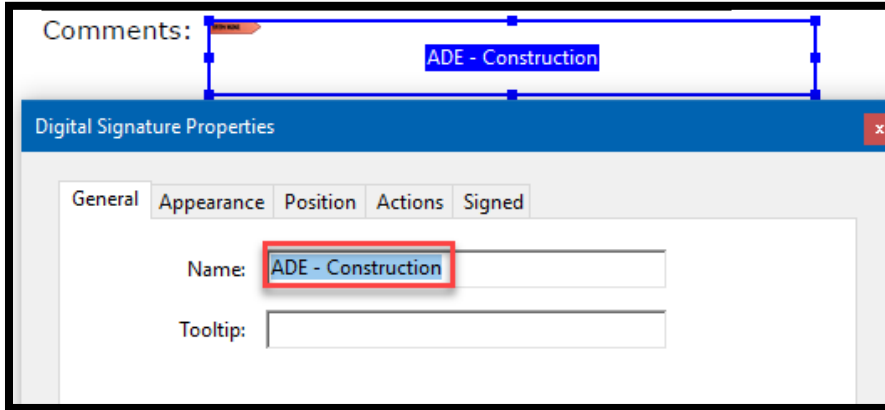 Comments:
ADE - Construction
Digital Signature Properties
x
General Appearance Position Actions Signed
Name: ADE - Construction
Tooltip: